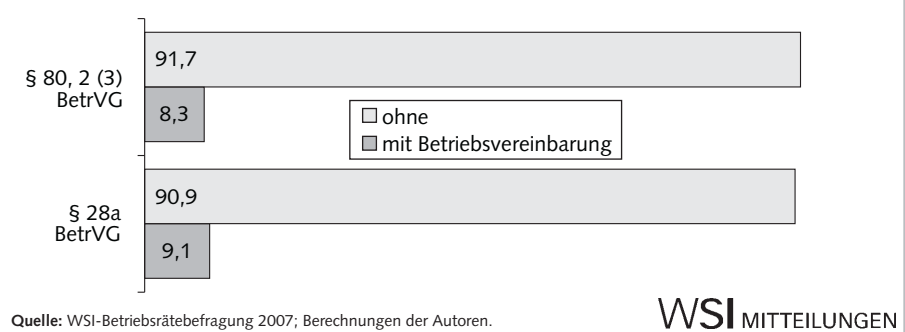 § 80, 2 (3)
BetrVG
91,7
8,3
ohne
mit Betriebsvereinbarung
§ 28a
BetrVG
90,9
9,1
Quelle: WSI-Betriebsrätebefragung 2007; Berechnungen der Autoren.
WSI MITTEILUNGEN